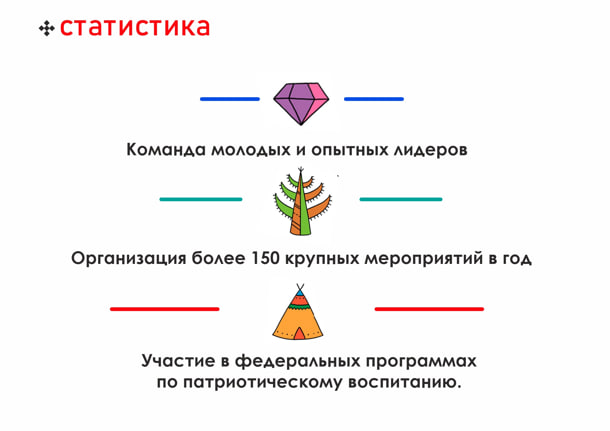 статистика
Команда молодых и опытных лидеров
Организация более 150 крупных мероприятий в год
Участие в федеральных программах
по патриотическому воспитанию.